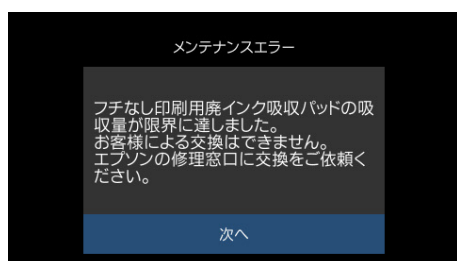 メンテナンスエラー
フチなし印刷用廃インク吸収パッドの吸
収量が限界に達しました。
お客様による交換はできません。
エプソンの修理窓口に交換をご依頼く
ださい。
次へ